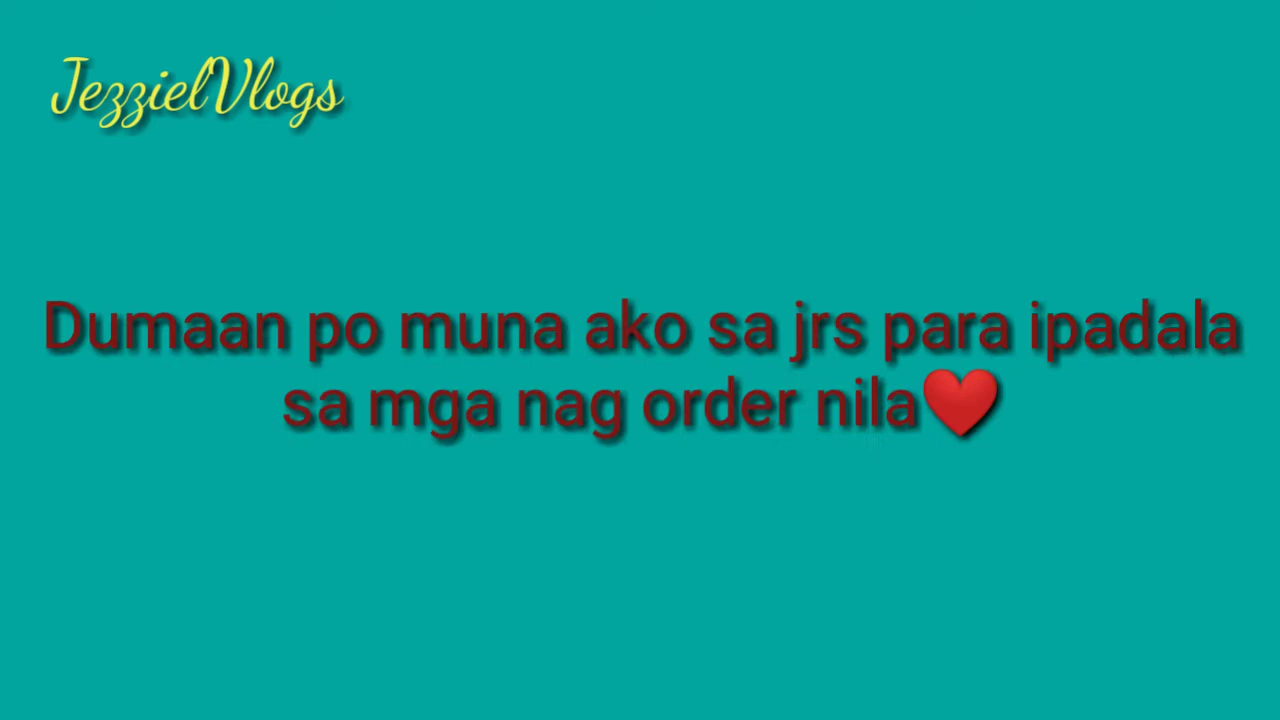 JezzielVlogs
Dumaan po muna ako sa jrs para ipadala
sa mga nag order nila❤️